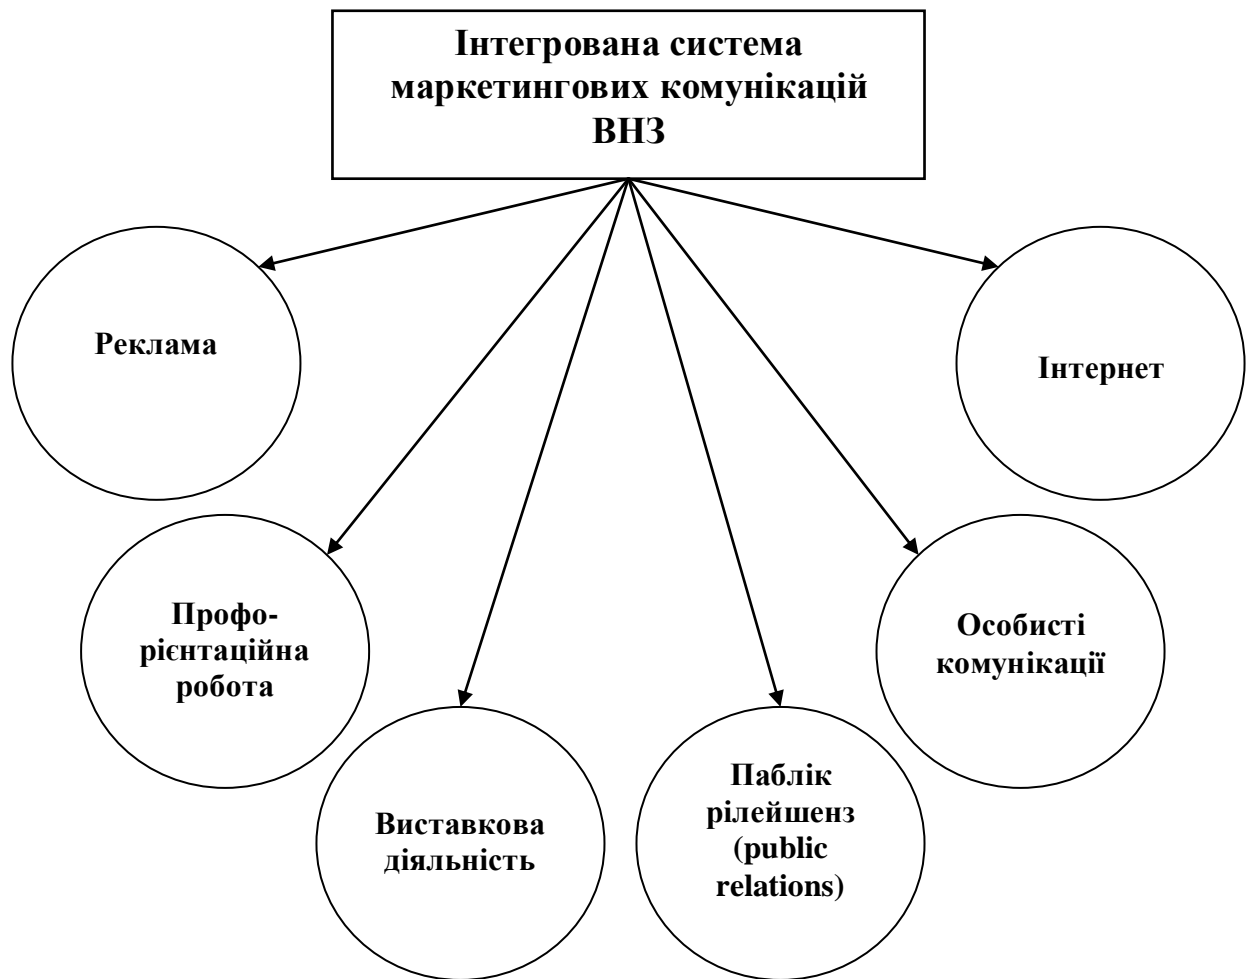 Інтегрована система
маркетингових комунікацій
ВНЗ
Реклама
Інтернет
Профо-
рієнтаційна
робота
Особисті
комунікації
Виставкова
діяльність
Паблік
рілейшенз
(public
relations)